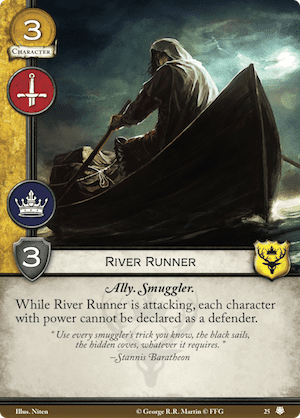 3
CHARACTER
3
RIVER RUNNER
Ally. Smuggler.
While River Runner is attacking, each character
with power cannot be declared as a defender.
"Use every smuggler's trick you know, the black sails,
the hidden coves, whatever it requires."
–Stannis Baratheon
Illus. Niten © George R.R. Martin © FFG 25